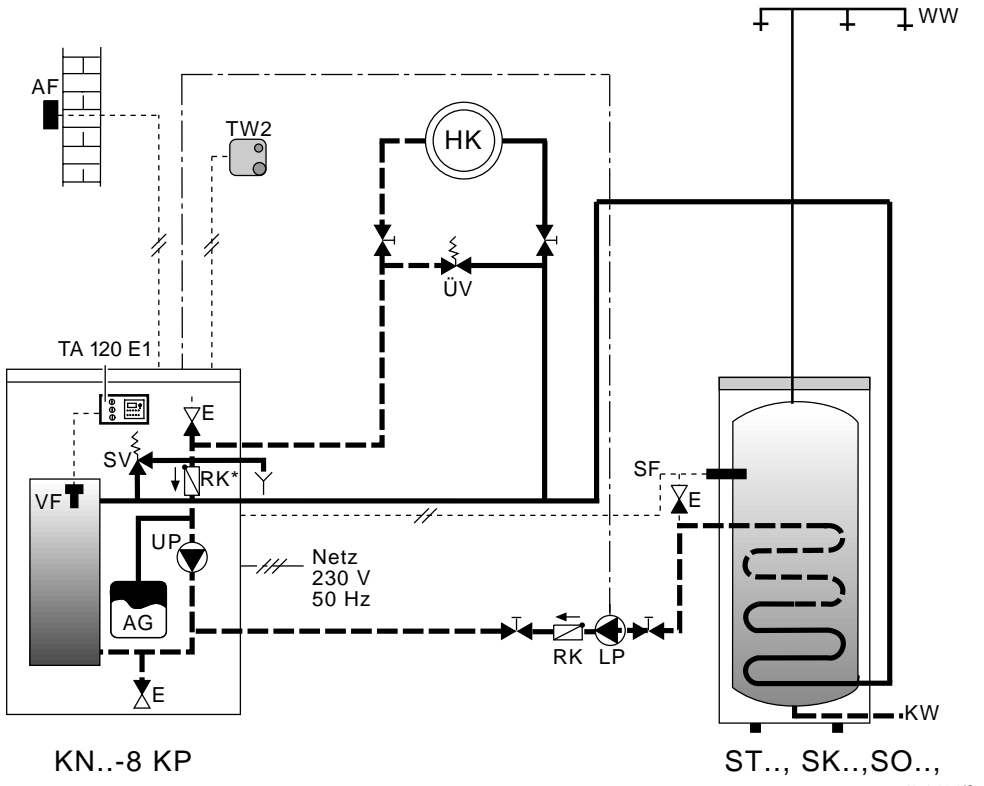 WW
AF
TW2
HK
ÜV
TA 120 E1
E
SV
RK*
VF
SF
E
UP
Netz
230 V
50 Hz
AG
RK
LP
E
KW
KN..-8 KP
ST.., SK..,SO..,